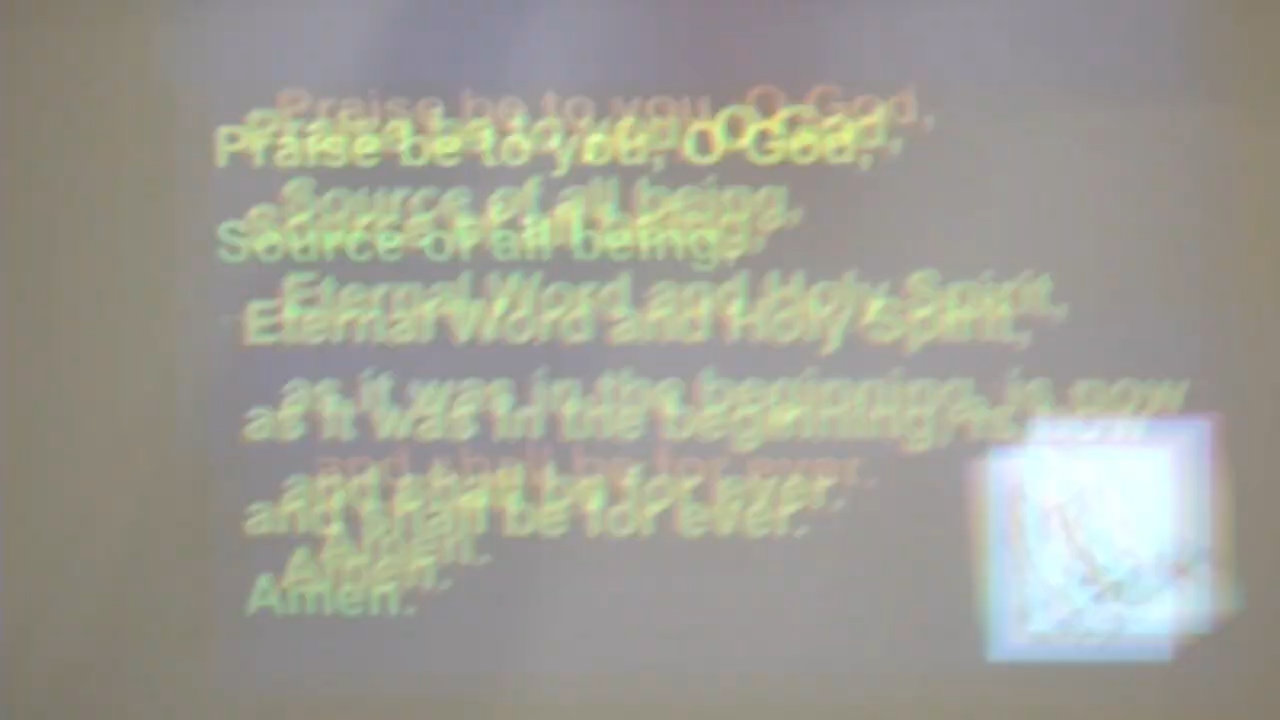 Praise be to you, O God,
Source of all being,
Eternal Word and Holy Spirit,
as it was in the beginning, is now
and shall be for ever.
Amen.